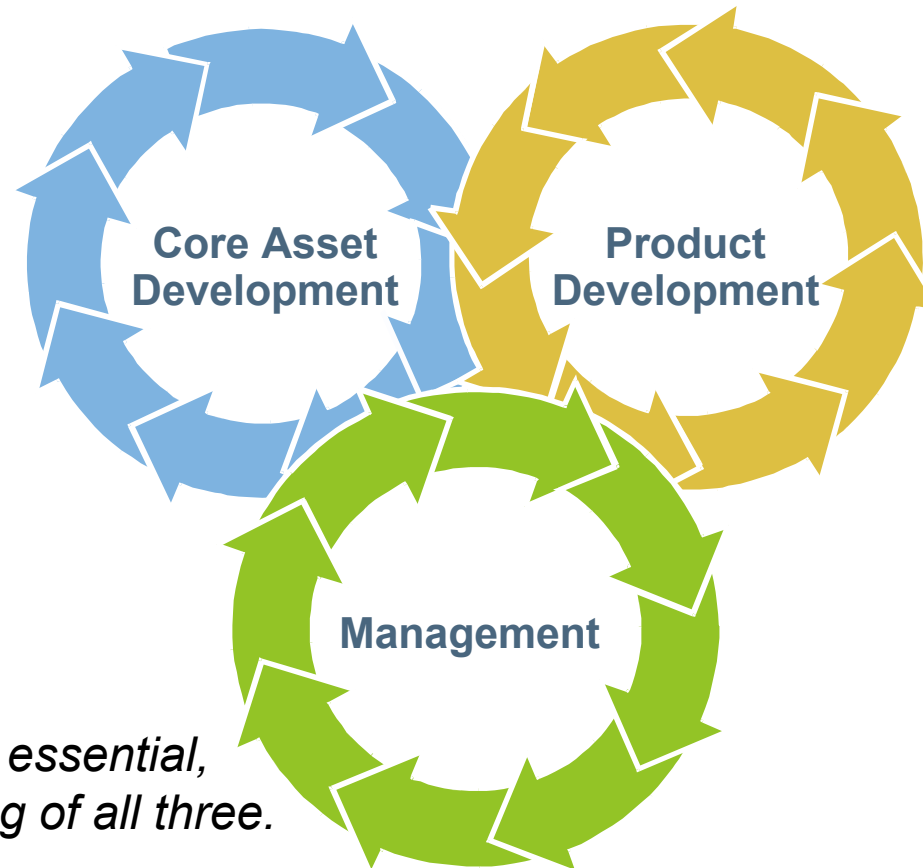 Core Asset
Development
Product
Development
Management
essential,
g of all three.